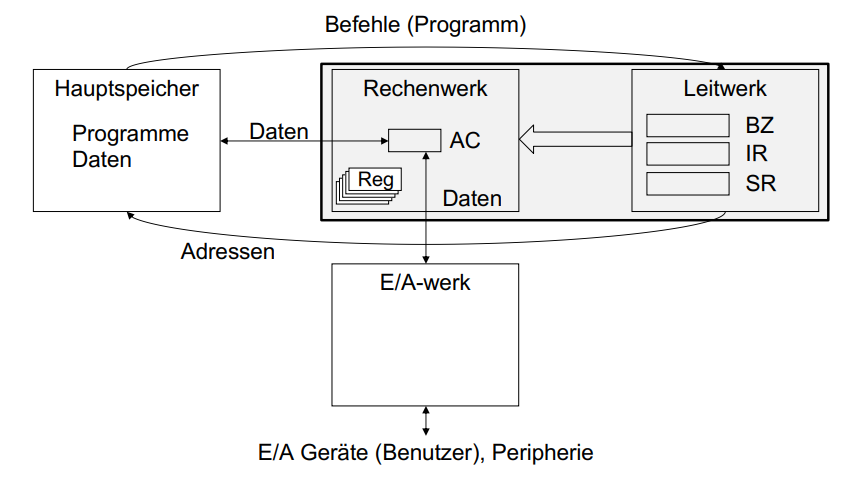 Befehle (Programm)
Hauptspeicher
Programme
Daten
Daten
Rechenwerk
AC
Reg
Daten
Leitwerk
BZ
IR
SR
Adressen
E/A-werk
E/A Geräte (Benutzer), Peripherie